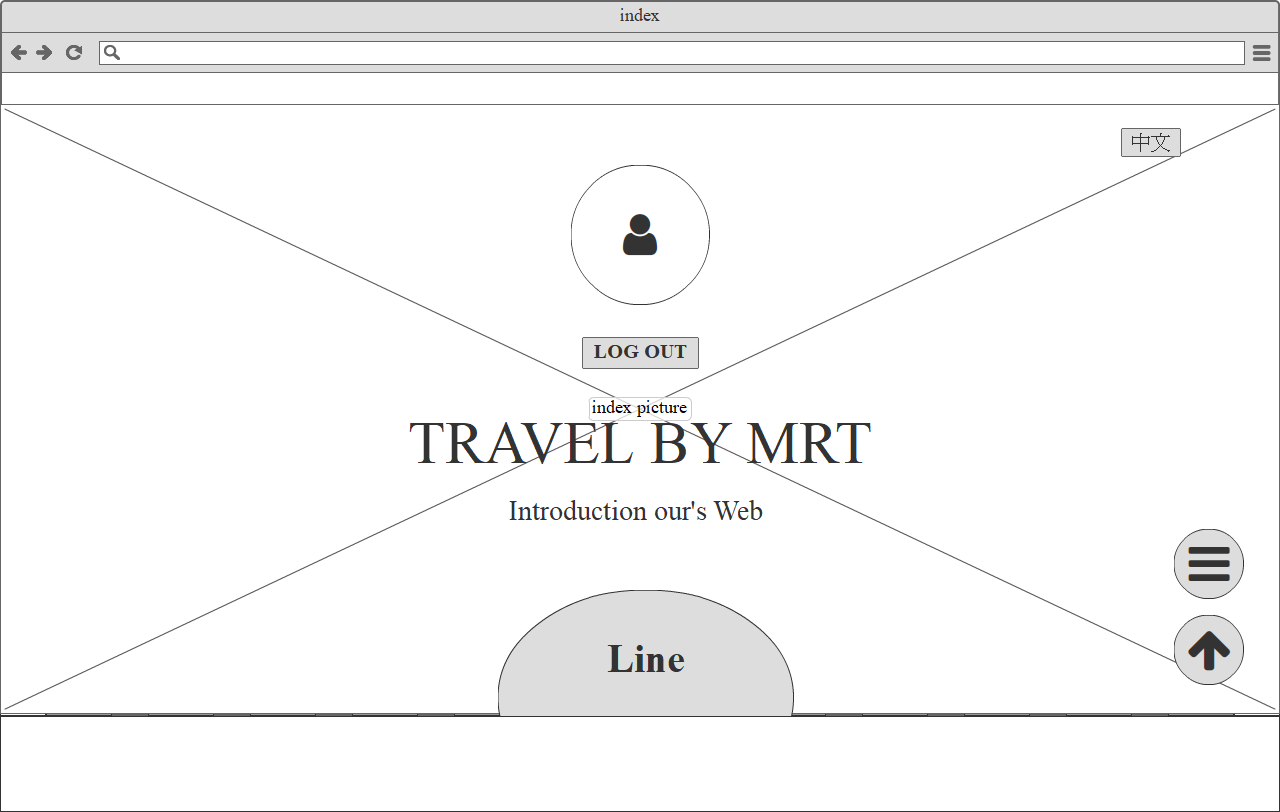 index
中文
LOG OUT
index picture
TRAVEL BY MRT
Introduction our's Web
Line